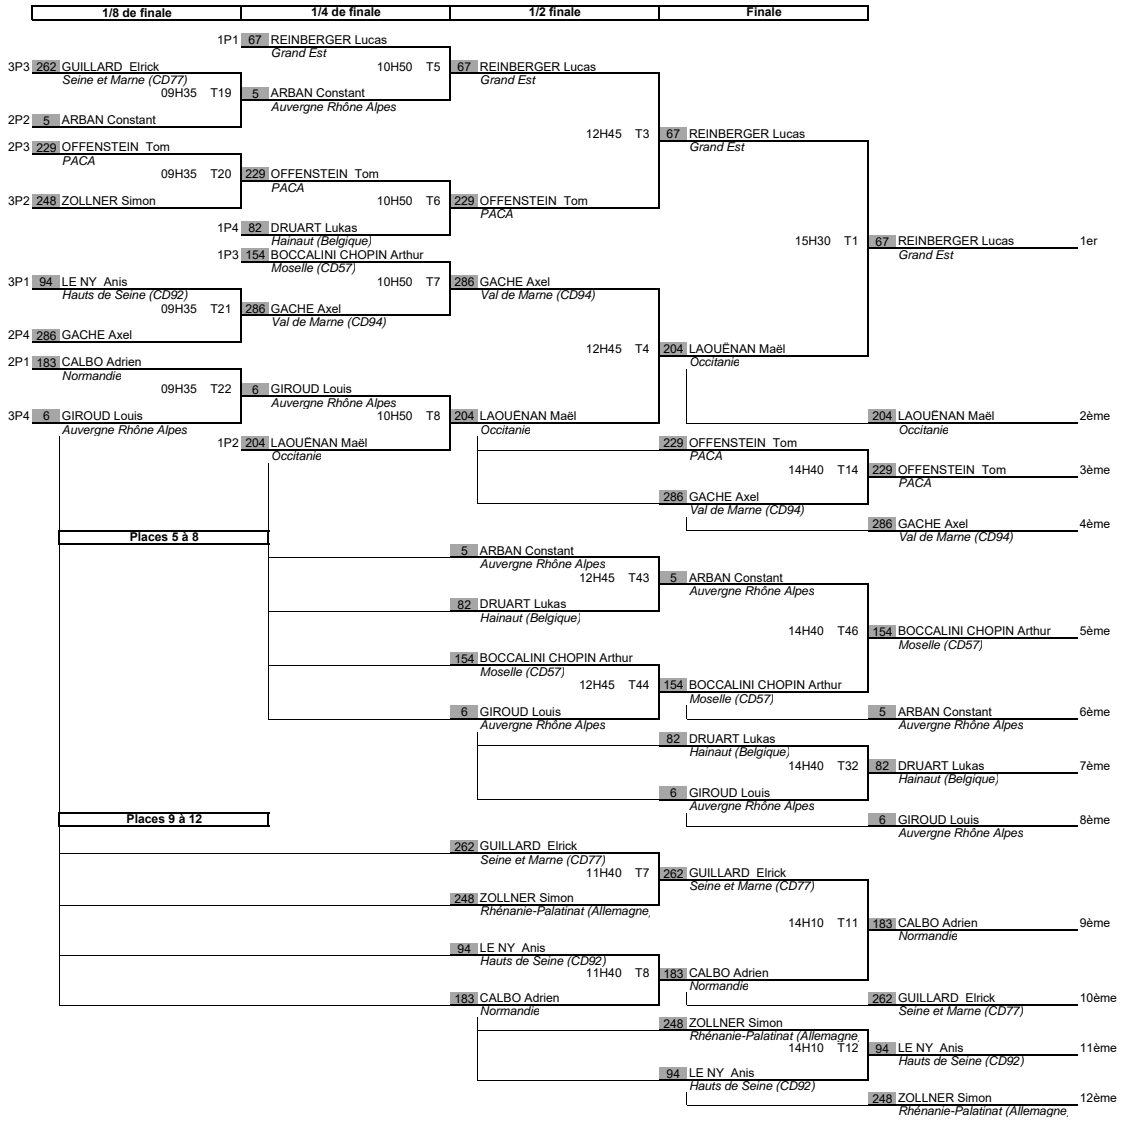 1/8 de finale 1/4 de finale 1/2 finale Finale
1P1 67 REINBERGER Lucas
Grand Est
3P3 262 GUILLARD Elrick 10H50 T5 67 REINBERGER Lucas
Seine et Marne (CD77) Grand Est
09H35 T19 5 ARBAN Constant
Auvergne Rhône Alpes
2P2 5 ARBAN Constant
12H45 T3 67 REINBERGER Lucas
2P3 229 OFFENSTEIN Tom Grand Est
PACA
09H35 T20 229 OFFENSTEIN Tom
PACA
3P2 248 ZOLLNER Simon 10H50 T6 229 OFFENSTEIN Tom
PACA
1P4 82 DRUART Lukas
Hainaut (Belgique)
15H30 T1 67 REINBERGER Lucas 1er
Grand Est
1P3 154 BOCCALINI CHOPIN Arthur
Moselle (CD57)
3P1 94 LE NY Anis 10H50 T7 286 GACHE Axel
Hauts de Seine (CD92) Val de Marne (CD94)
09H35 T21 286 GACHE Axel
Val de Marne (CD94)
2P4 286 GACHE Axel
12H45 T4 204 LAOUËNAN Maël
2P1 183 CALBO Adrien Occitanie
Normandie
09H35 T22 6 GIROUD Louis
Auvergne Rhône Alpes
3P4 6 GIROUD Louis 10H50 T8 204 LAOUËNAN Maël 204 LAOUËNAN Maël 2ème
Auvergne Rhône Alpes Occitanie Occitanie
1P2 204 LAOUËNAN Maël 229 OFFENSTEIN Tom
Occitanie PACA
14H40 T14 229 OFFENSTEIN Tom 3ème
PACA
286 GACHE Axel
Val de Marne (CD94)
286 GACHE Axel 4ème
Val de Marne (CD94)
Places 5 à 8
5 ARBAN Constant
Auvergne Rhône Alpes
12H45 T43 5 ARBAN Constant
Auvergne Rhône Alpes
82 DRUART Lukas
Hainaut (Belgique)
14H40 T46 154 BOCCALINI CHOPIN Arthur 5ème
Moselle (CD57)
154 BOCCALINI CHOPIN Arthur
Moselle (CD57)
12H45 T44 154 BOCCALINI CHOPIN Arthur
Moselle (CD57)
6 GIROUD Louis 5 ARBAN Constant 6ème
Auvergne Rhône Alpes Auvergne Rhône Alpes
82 DRUART Lukas
Hainaut (Belgique)
14H40 T32 82 DRUART Lukas 7ème
Hainaut (Belgique)
6 GIROUD Louis
Auvergne Rhône Alpes
Places 9 à 12 6 GIROUD Louis 8ème
Auvergne Rhône Alpes
262 GUILLARD Elrick
Seine et Marne (CD77)
11H40 T7 262 GUILLARD Elrick
Seine et Marne (CD77)
248 ZOLLNER Simon
Rhénanie-Palatinat (Allemagne
14H10 T11 183 CALBO Adrien 9ème
Normandie
94 LE NY Anis
Hauts de Seine (CD92)
11H40 T8 183 CALBO Adrien
Normandie
183 CALBO Adrien 262 GUILLARD Elrick 10ème
Normandie Seine et Marne (CD77)
248 ZOLLNER Simon
Rhénanie-Palatinat (Allemagne
14H10 T12 94 LE NY Anis 11ème
Hauts de Seine (CD92)
94 LE NY Anis
Hauts de Seine (CD92)
248 ZOLLNER Simon 12ème
Rhénanie-Palatinat (Allemagne